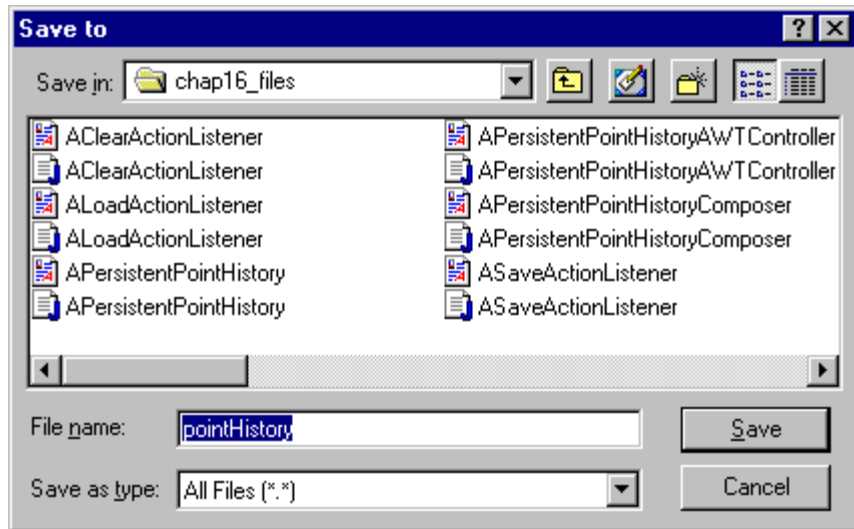 Save to
Save in: chap16_files
AClearActionListener
AClearActionListener
ALoadActionListener
ALoadActionListener
APersistentPointHistory
APersistentPointHistory
APersistentPointHistoryAWTController
APersistentPointHistoryAWTController
APersistentPointHistoryComposer
APersistentPointHistoryComposer
ASaveActionListener
ASaveActionListener
File name: pointHistory Save
Save as type: All Files (*.*) Cancel